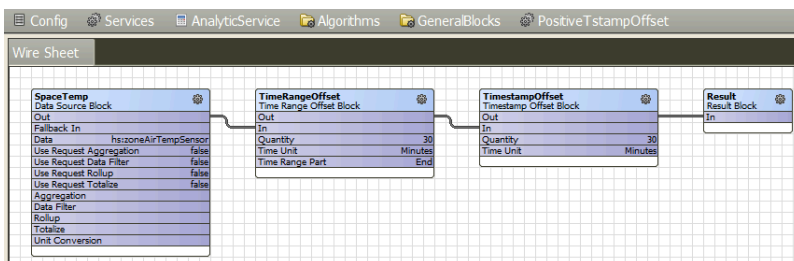 Config Services AnalyticService Algorithms GeneralBlocks PositiveTstampOffset
Wire Sheet
SpaceTemp
Data Source Block
Out
Fallback In
Data hs:zoneAirTempSensor
Use Request Aggregation false
Use Request Data Filter false
Use Request Rollup false
Use Request Totalize false
Aggregation
Data Filter
Rollup
Totalize
Unit Conversion
TimeRangeOffset
Time Range Offset Block
Out
In
Quantity 30
Time Unit Minutes
Time Range Part End
TimestampOffset
Timestamp Offset Block
Out
In
Quantity 30
Time Unit Minutes
Result
Result Block
In